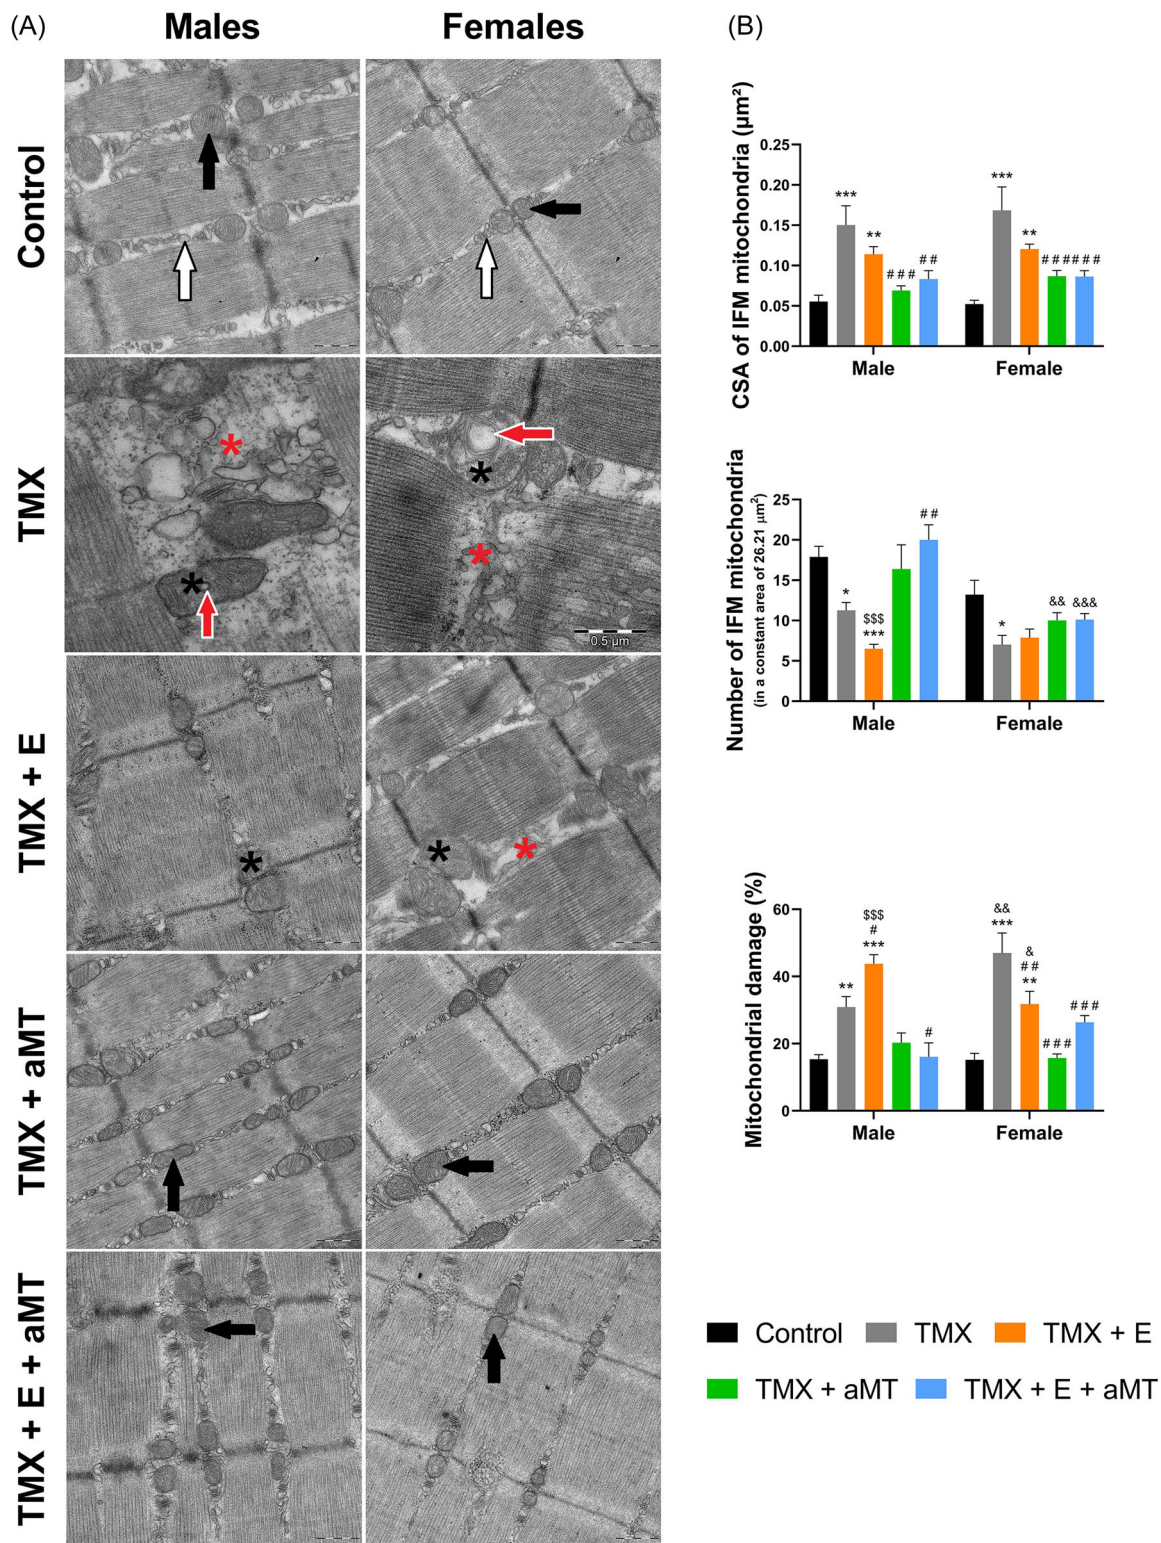 (A)
Males
Females
Control
TMX
TMX + E
TMX + aMT
TMX + E + aMT
*
*
*
*
0.5 µm
*
*
*
(B)
CSA of IFM mitochondria (µm²)
0.25
0.20
0.15
0.10
0.05
0.00
***
**
# # #
# #
***
**
# # # # # # #
Male
Female
Number of IFM mitochondria
(in a constant area of 26.21 µm²)
25
20
15
10
5
0
*
$$$
***
# #
*
&&
&&&
Male
Female
Mitochondrial damage (%)
60
40
20
0
**
$$$
#
***
#
&&
***
&
# #
**
# # #
# # #
Male
Female
Control
TMX
TMX + E
TMX + aMT
TMX + E + aMT